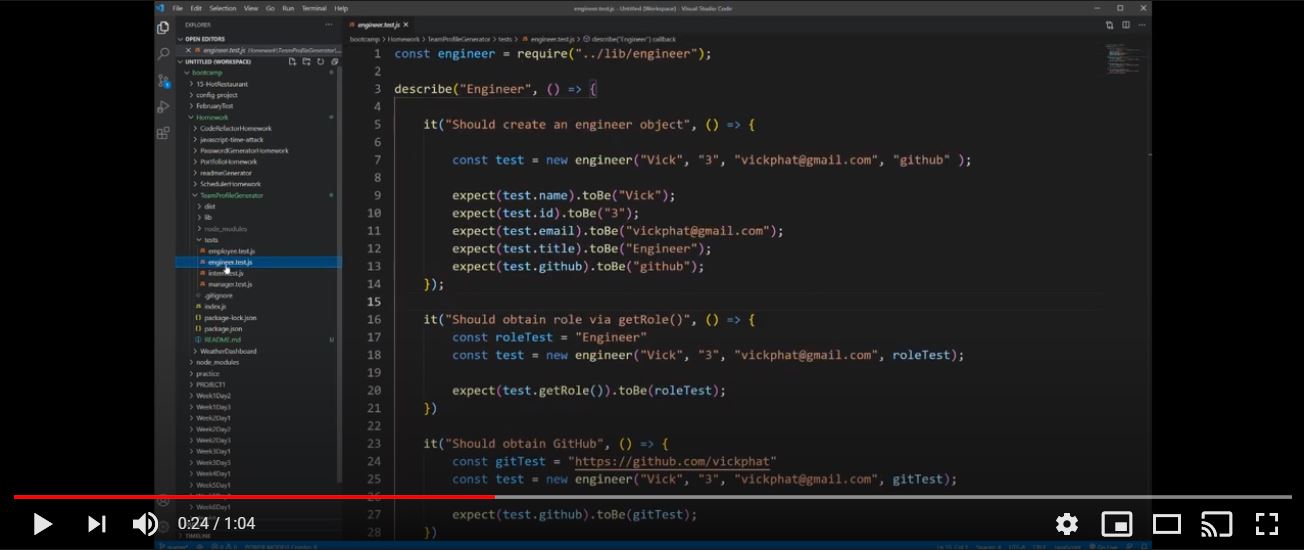 File Edit Selection View Go Run Terminal Help
engineer.test.js - Untitled (Workspace) - Visual Studio Code
EXPLORER
OPEN EDITORS
engineer.test.js Homework\TeamProfileGenerator\...
UNTITLED (WORKSPACE)
bootcamp
15-HotRestaurant
config-project
FebruaryTest
Homework
CodeRefactorHomework
javascript-time-attack
PasswordGeneratorHomework
PortfolioHomework
readmeGenerator
SchedulerHomework
TeamProfileGenerator
dist
lib
node_modules
tests
employee.test.js
engineer.test.js
manager.test.js
.gitignore
index.js
package-lock.json
package.json
README.md U
WeatherDashboard
node_modules
practice
PROJECT1
Week1Day2
Week1Day3
Week2Day1
Week2Day2
Week2Day3
Week3Day1
Week3Day3
Week4Day1
Week5Day1
TIMELINE
engineer.test.js
bootcamp > Homework > TeamProfileGenerator > tests > engineer.test.js > describe("Engineer") callback
1 const engineer = require("../lib/engineer");
2
3 describe("Engineer", () => {
4
5 it("Should create an engineer object", () => {
6
7 const test = new engineer("Vick", "3", "vickphat@gmail.com", "github" );
8
9 expect(test.name).toBe("Vick");
10 expect(test.id).toBe("3");
11 expect(test.email).toBe("vickphat@gmail.com");
12 expect(test.title).toBe("Engineer");
13 expect(test.github).toBe("github");
14 });
15
16 it("Should obtain role via getRole()", () => {
17 const roleTest = "Engineer"
18 const test = new engineer("Vick", "3", "vickphat@gmail.com", roleTest);
19
20 expect(test.getRole()).toBe(roleTest);
21 })
22
23 it("Should obtain GitHub", () => {
24 const gitTest = "https://github.com/vickphat"
25 const test = new engineer("Vick", "3", "vickphat@gmail.com", gitTest);
26
27 expect(test.github).toBe(gitTest);
28 })
0:24 / 1:04